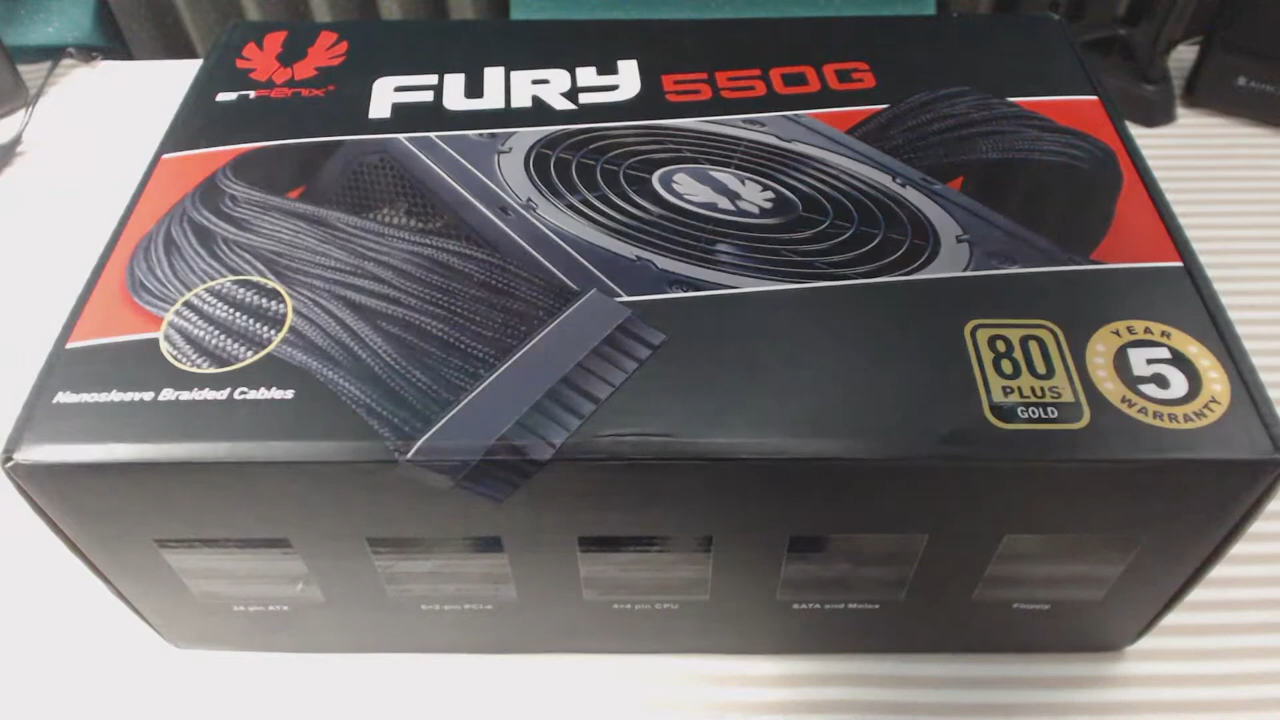 BITFENIX®
FURY 550G
Nanosleeve Braided Cables
80
PLUS
GOLD
YEAR
5
WARRANTY
24 pin ATX
6+2-pin PCI-e
4+4 pin CPU
SATA and Molex
Floppy